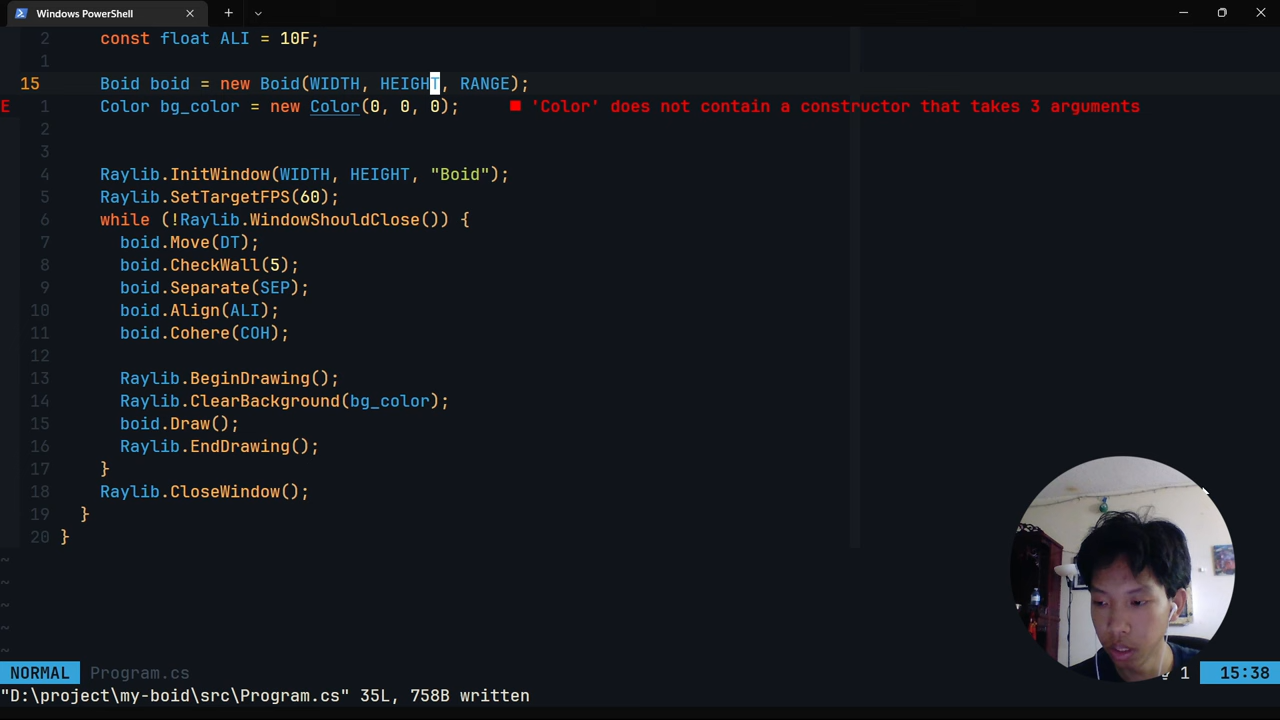 Windows PowerShell
2 const float ALI = 10F;
1
15 Boid boid = new Boid(WIDTH, HEIGHT, RANGE);
E 1 Color bg_color = new Color(0, 0, 0); ■ 'Color' does not contain a constructor that takes 3 arguments
2
3
4 Raylib.InitWindow(WIDTH, HEIGHT, "Boid");
5 Raylib.SetTargetFPS(60);
6 while (!Raylib.WindowShouldClose()) {
7 boid.Move(DT);
8 boid.CheckWall(5);
9 boid.Separate(SEP);
10 boid.Align(ALI);
11 boid.Cohere(COH);
12
13 Raylib.BeginDrawing();
14 Raylib.ClearBackground(bg_color);
15 boid.Draw();
16 Raylib.EndDrawing();
17 }
18 Raylib.CloseWindow();
19 }
20 }
~
~
~
~
~
NORMAL Program.cs 1 15:38
"D:\project\my-boid\src\Program.cs" 35L, 758B written